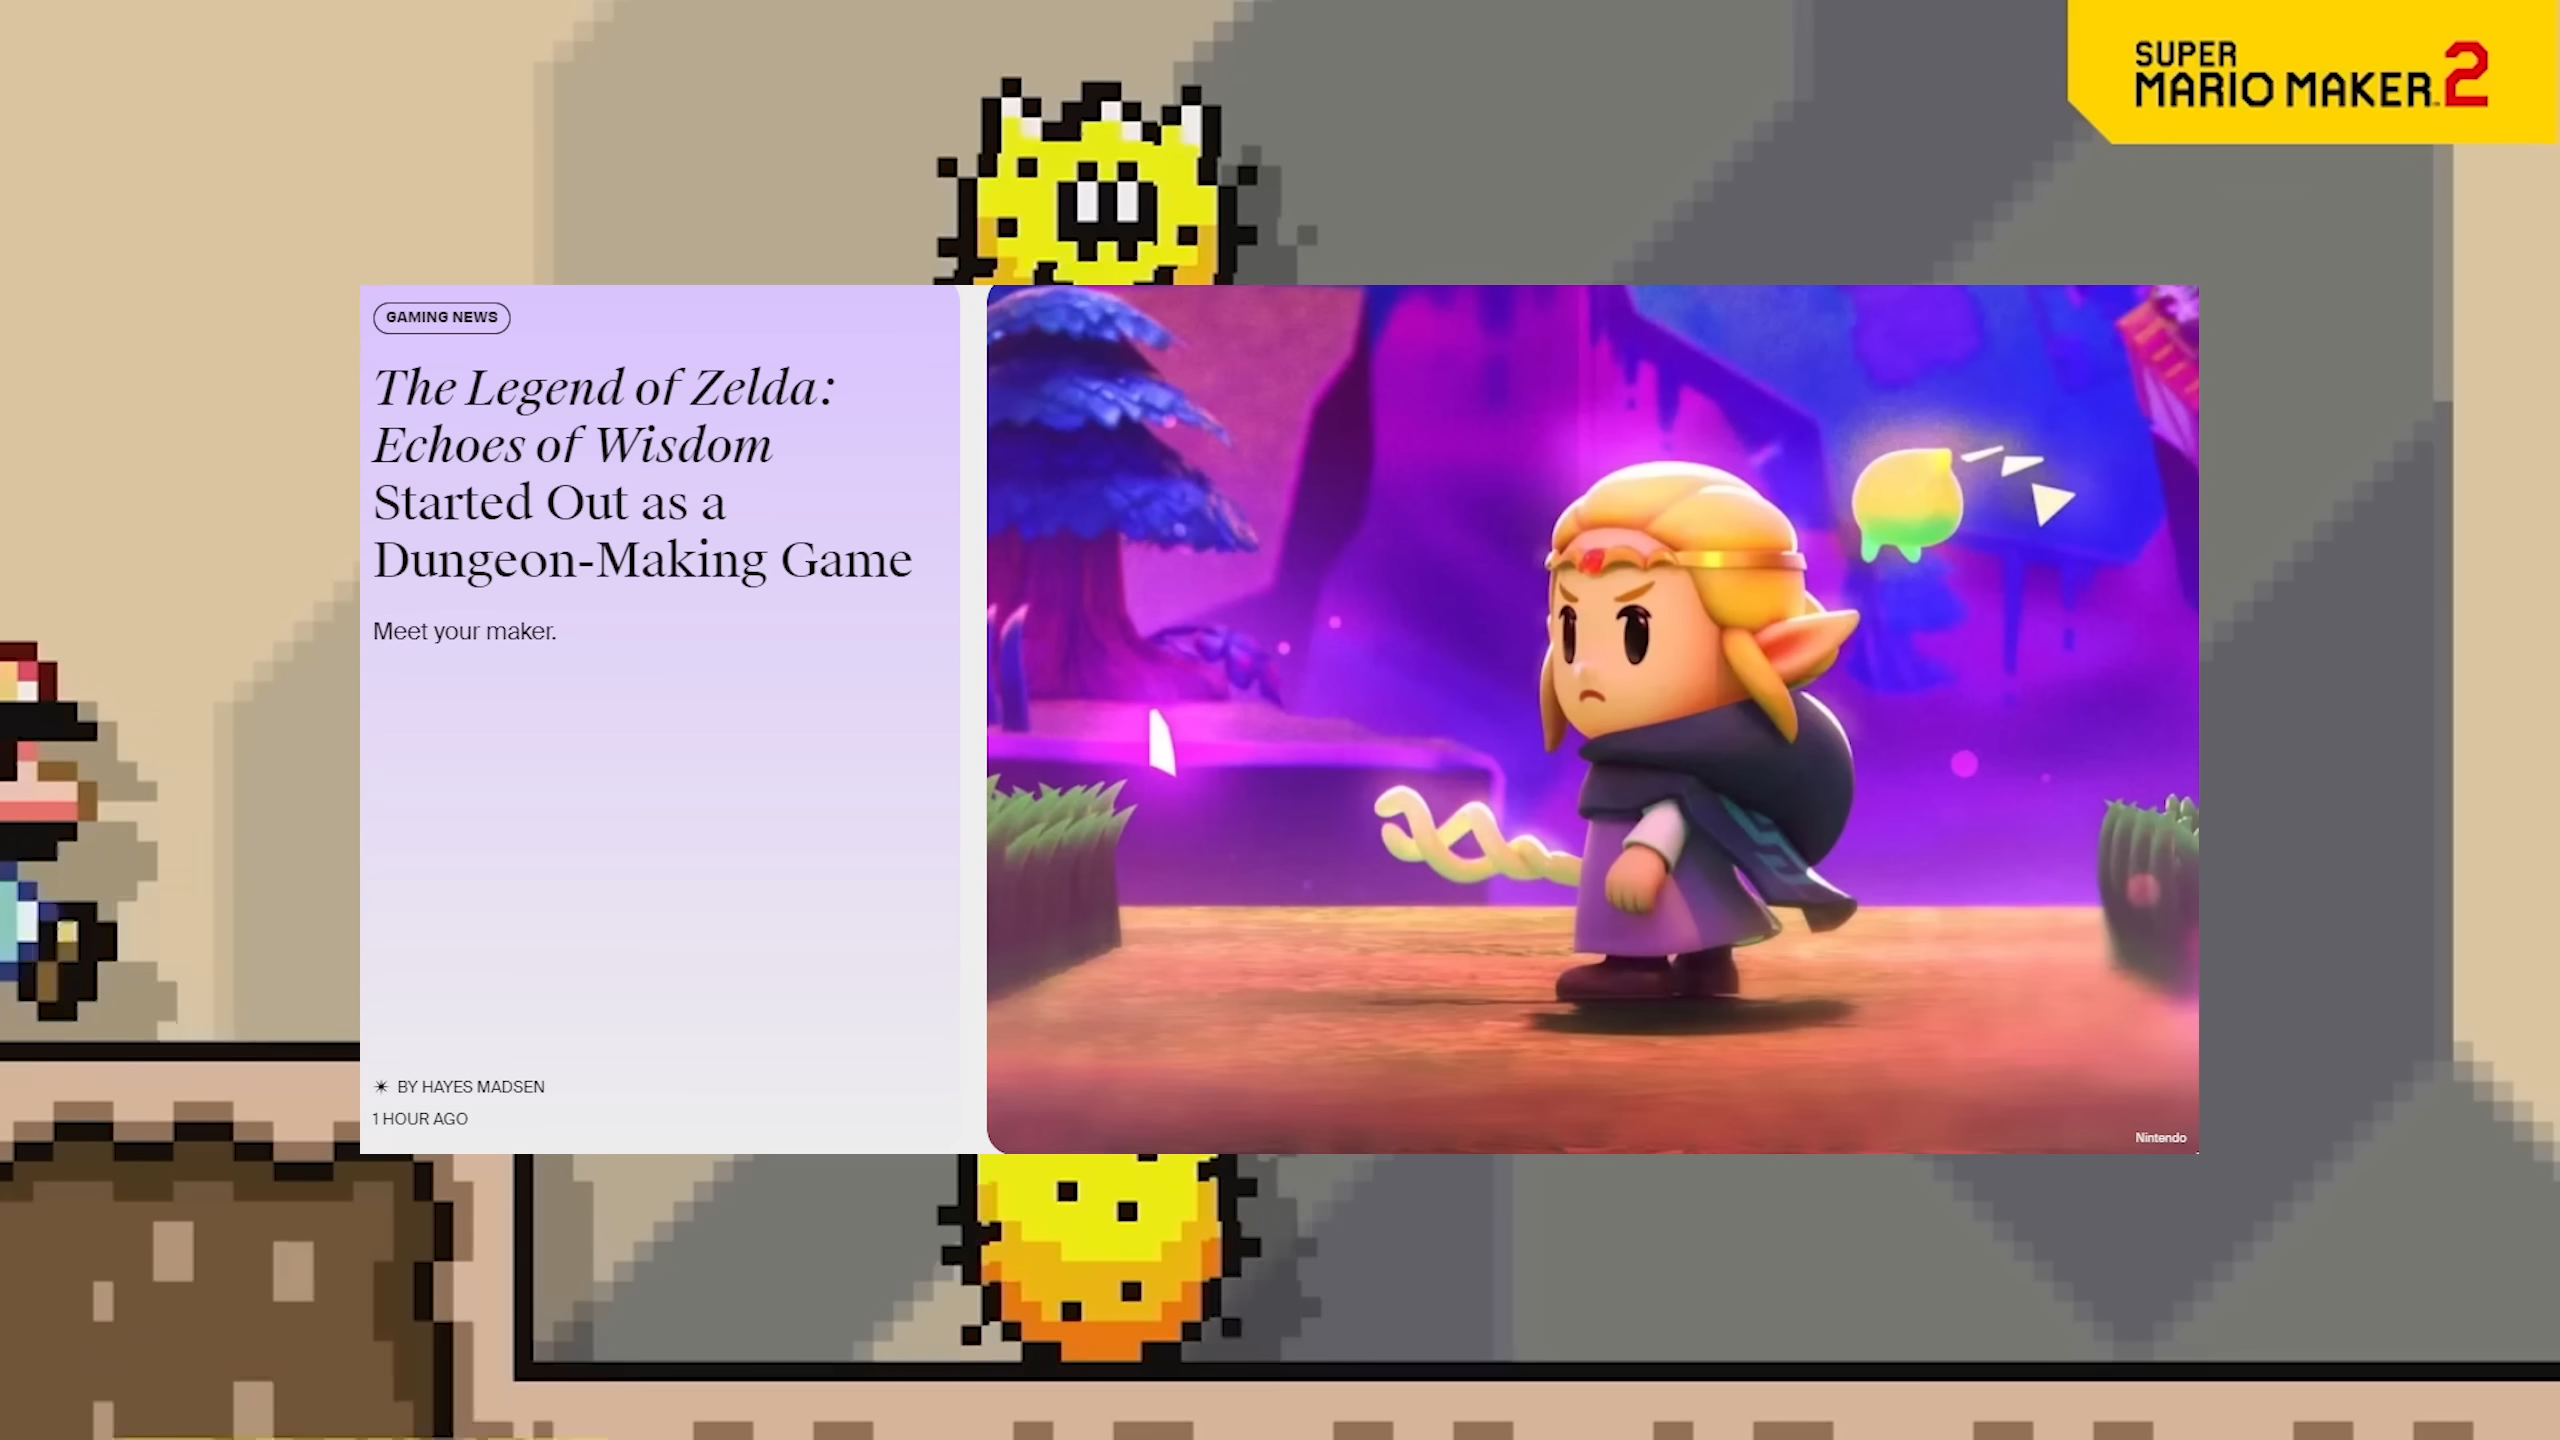 SUPER
MARIO MAKER 2
GAMING NEWS
The Legend of Zelda:
Echoes of Wisdom
Started Out as a
Dungeon-Making Game
Meet your maker.
BY HAYES MADSEN
1 HOUR AGO
Nintendo